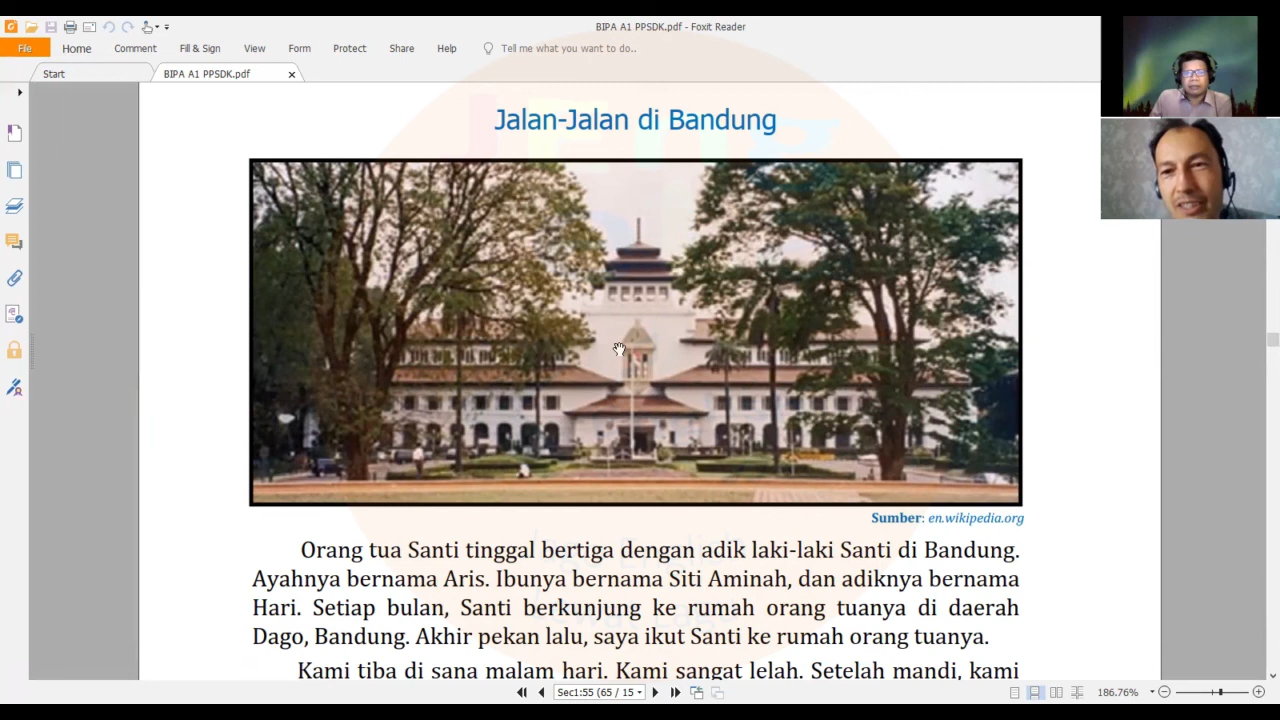 BIPA A1 PPSDK.pdf - Foxit Reader
File Home Comment Fill & Sign View Form Protect Share Help Tell me what you want to do..
Start BIPA A1 PPSDK.pdf
Jalan-Jalan di Bandung
Sumber: en.wikipedia.org
Orang tua Santi tinggal bertiga dengan adik laki-laki Santi di Bandung.
Ayahnya bernama Aris. Ibunya bernama Siti Aminah, dan adiknya bernama
Hari. Setiap bulan, Santi berkunjung ke rumah orang tuanya di daerah
Dago, Bandung. Akhir pekan lalu, saya ikut Santi ke rumah orang tuanya.
Kami tiba di sana malam hari. Kami sangat lelah. Setelah mandi, kami
Sec1:55 (65 / 15 186.76%